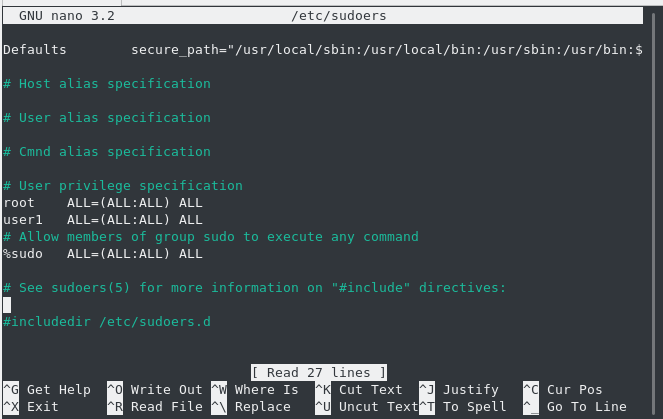 GNU nano 3.2 /etc/sudoers
Defaults secure_path="/usr/local/sbin:/usr/local/bin:/usr/sbin:/usr/bin:$
# Host alias specification
# User alias specification
# Cmnd alias specification
# User privilege specification
root ALL=(ALL:ALL) ALL
user1 ALL=(ALL:ALL) ALL
# Allow members of group sudo to execute any command
%sudo ALL=(ALL:ALL) ALL
# See sudoers(5) for more information on "#include" directives:
#includedir /etc/sudoers.d
[ Read 27 lines ]
^G Get Help ^O Write Out ^W Where Is ^K Cut Text ^J Justify ^C Cur Pos
^X Exit ^R Read File ^\ Replace ^U Uncut Text ^T To Spell ^_ Go To Line